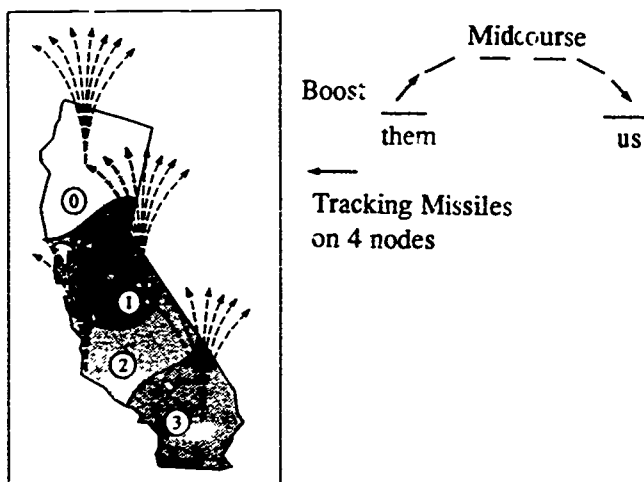 Midcourse
Boost
them
us
Tracking Missiles
on 4 nodes
0
1
2
3